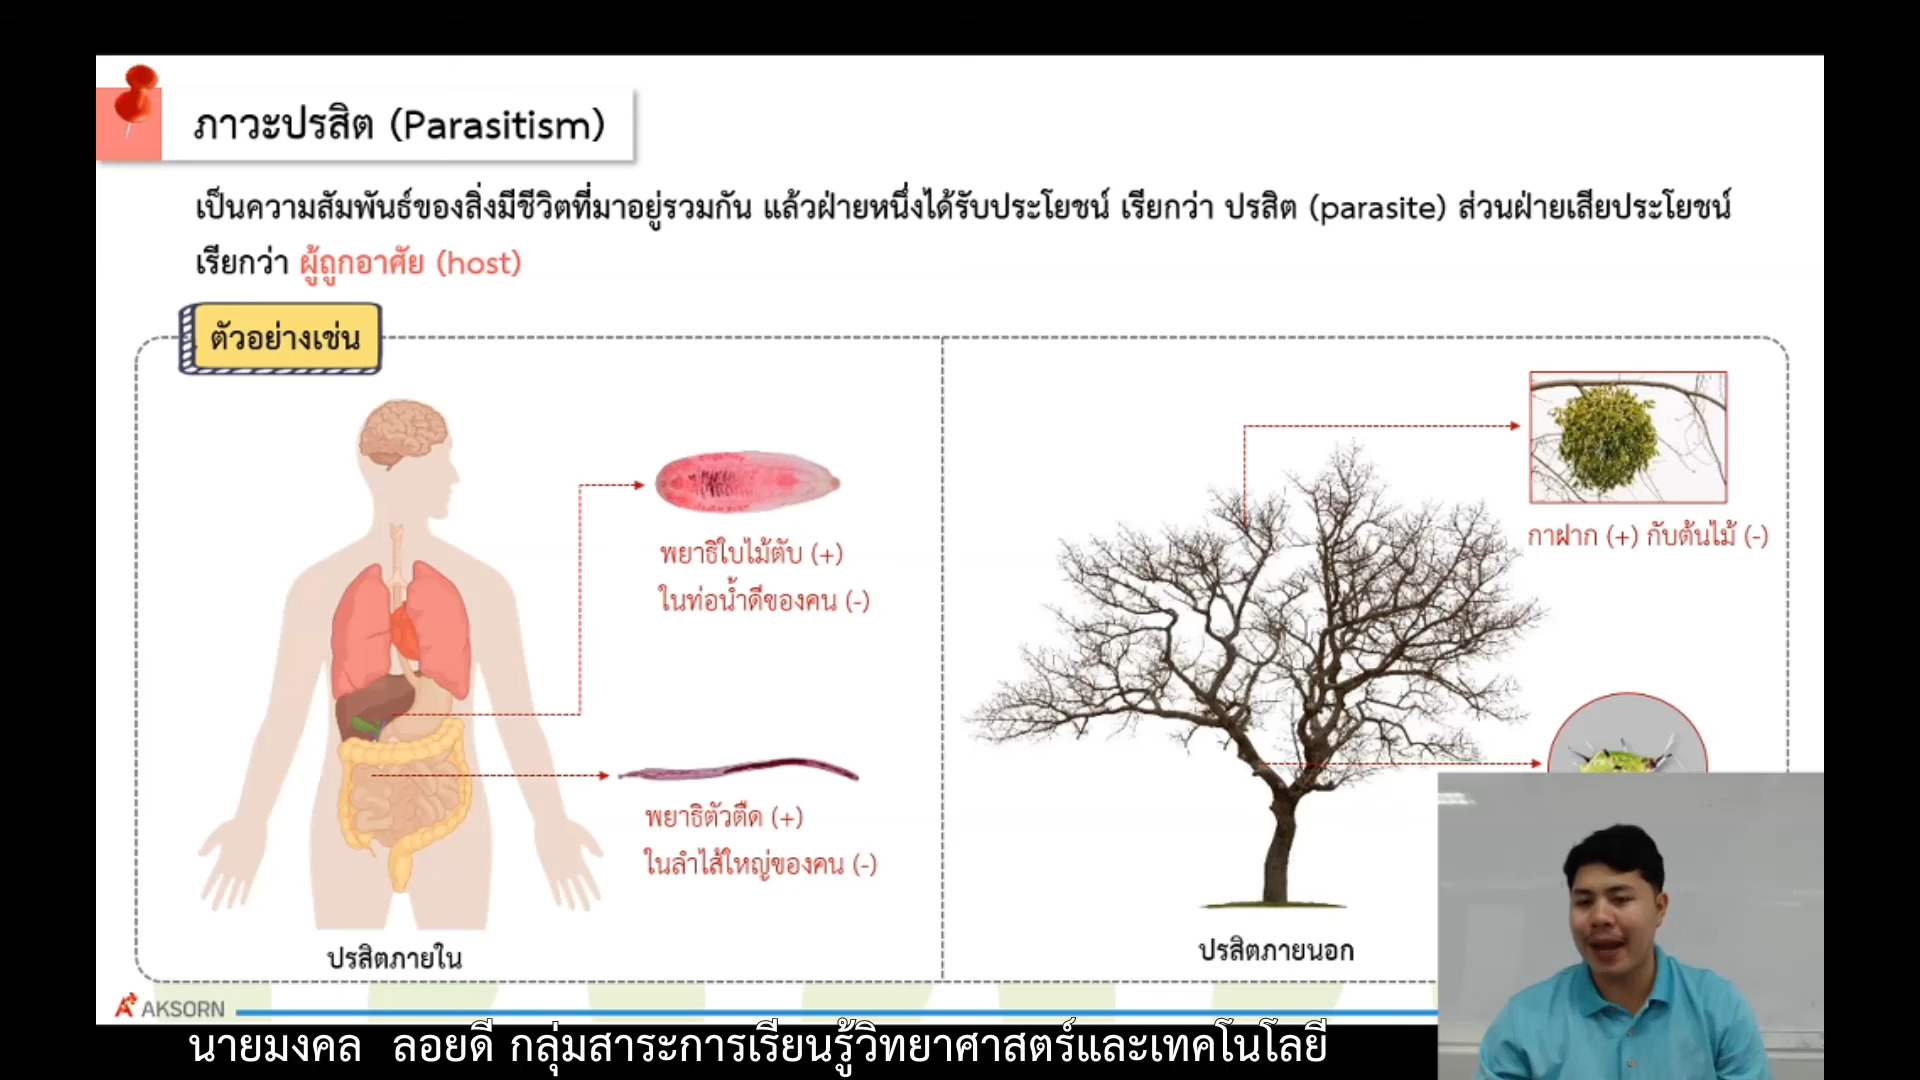 ภาวะปรสิต (Parasitism)
เป็นความสัมพันธ์ของสิ่งมีชีวิตที่มาอยู่รวมกัน แล้วฝ่ายหนึ่งได้รับประโยชน์ เรียกว่า ปรสิต (parasite) ส่วนฝ่ายเสียประโยชน์
เรียกว่า ผู้ถูกอาศัย (host)
ตัวอย่างเช่น
พยาธิใบไม้ตับ (+)
ในท่อน้ำดีของคน (-)
พยาธิตัวตืด (+)
ในลำไส้ใหญ่ของคน (-)
ปรสิตภายใน
กาฝาก (+) กับต้นไม้ (-)
ปรสิตภายนอก
AKSORN
นายมงคล ลอยดี กลุ่มสาระการเรียนรู้วิทยาศาสตร์และเทคโนโลยี